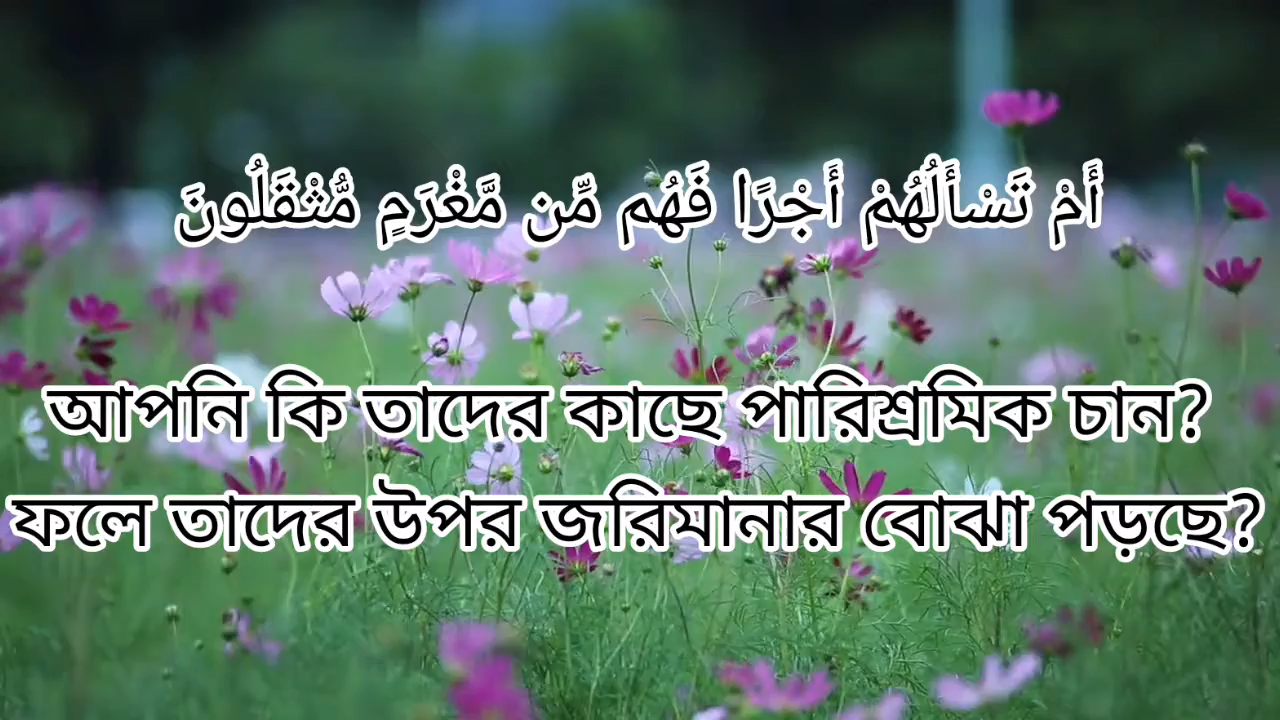 أَمْ تَسْأَلُهُمْ أَجْرًا فَهُم مِّن مَّغْرَمٍ مُّثْقَلُونَ
আপনি কি তাদের কাছে পারিশ্রমিক চান?
ফলে তাদের উপর জরিমানার বোঝা পড়ছে?